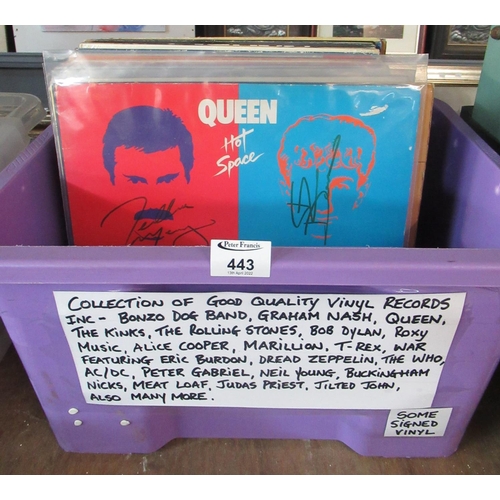 QUEEN
Hot
Space
Peter Francis
443
13th April 2022
COLLECTION OF GOOD QUALITY VINYL RECORDS
INC - BONZO DOG BAND, GRAHAM NASH, QUEEN,
THE KINKS, THE ROLLING STONES, BOB DYLAN, ROXY
MUSIC, ALICE COOPER, MARILLION, T-REX, WAR
FEATURING ERIC BURDON, DREAD ZEPPELIN, THE WHO,
AC/DC, PETER GABRIEL, NEIL YOUNG, BUCKINGHAM
NICKS, MEAT LOAF, JUDAS PRIEST, JILTED JOHN,
ALSO MANY MORE.
SOME
SIGNED
VINYL